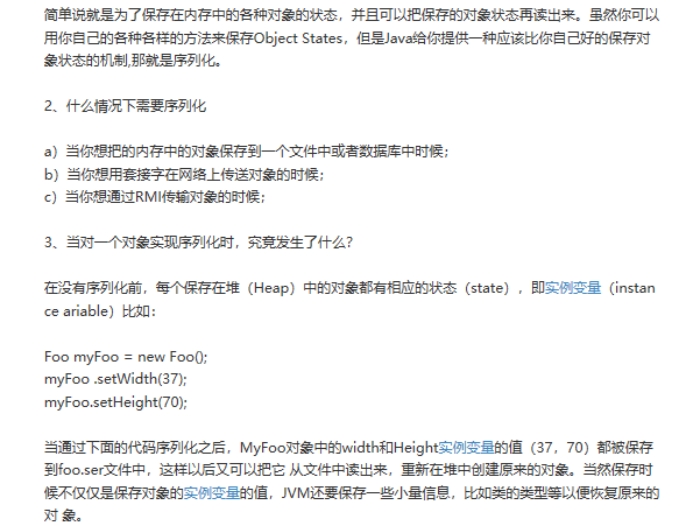 简单说就是为了保存在内存中的各种对象的状态，并且可以把保存的对象状态再读出来。虽然你可以
用你自己的各种各样的方法来保存Object States，但是Java给你提供一种应该比你自己好的保存对
象状态的机制,那就是序列化。
2、什么情况下需要序列化
a）当你想把的内存中的对象保存到一个文件中或者数据库中时候；
b）当你想用套接字在网络上传送对象的时候；
c）当你想通过RMI传输对象的时候；
3、当对一个对象实现序列化时，究竟发生了什么？
在没有序列化前，每个保存在堆（Heap）中的对象都有相应的状态（state），即实例变量（instan
ce ariable）比如：
Foo myFoo = new Foo();
myFoo .setWidth(37);
myFoo.setHeight(70);
当通过下面的代码序列化之后，MyFoo对象中的width和Height实例变量的值（37，70）都被保存
到foo.ser文件中，这样以后又可以把它 从文件中读出来，重新在堆中创建原来的对象。当然保存时
候不仅仅是保存对象的实例变量的值，JVM还要保存一些小量信息，比如类的类型等以便恢复原来的
对 象。